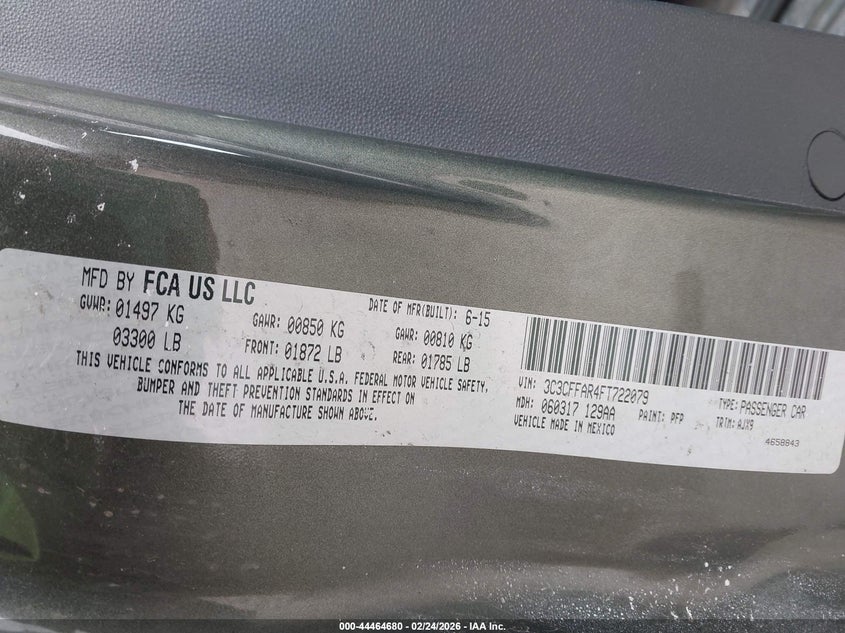 MFD BY FCA US LLC
DATE OF MFR(BUILT): 6-15
GVWR: 01497 KG
GAWR: 00850 KG
GAWR: 00810 KG
03300 LB
FRONT: 01872 LB
REAR: 01785 LB
THIS VEHICLE CONFORMS TO ALL APPLICABLE U.S.A. FEDERAL MOTOR VEHICLE SAFETY,
BUMPER AND THEFT PREVENTION STANDARDS IN EFFECT ON
THE DATE OF MANUFACTURE SHOWN ABOVE.
VIN: 3C3CFFAR4FT722079
TYPE: PASSENGER CAR
MDH: 060317 129AA
PAINT: PFP
TRIM: AJX9
VEHICLE MADE IN MEXICO
4658843
000-44464680 - 02/24/2026 - IAA Inc.